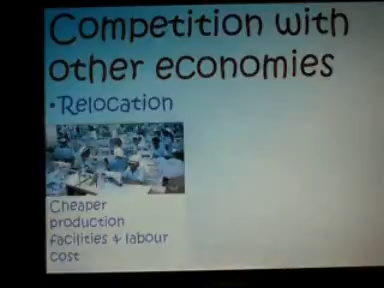 Competition with
other economies
• Relocation
Cheaper
production
facilities & labour
cost